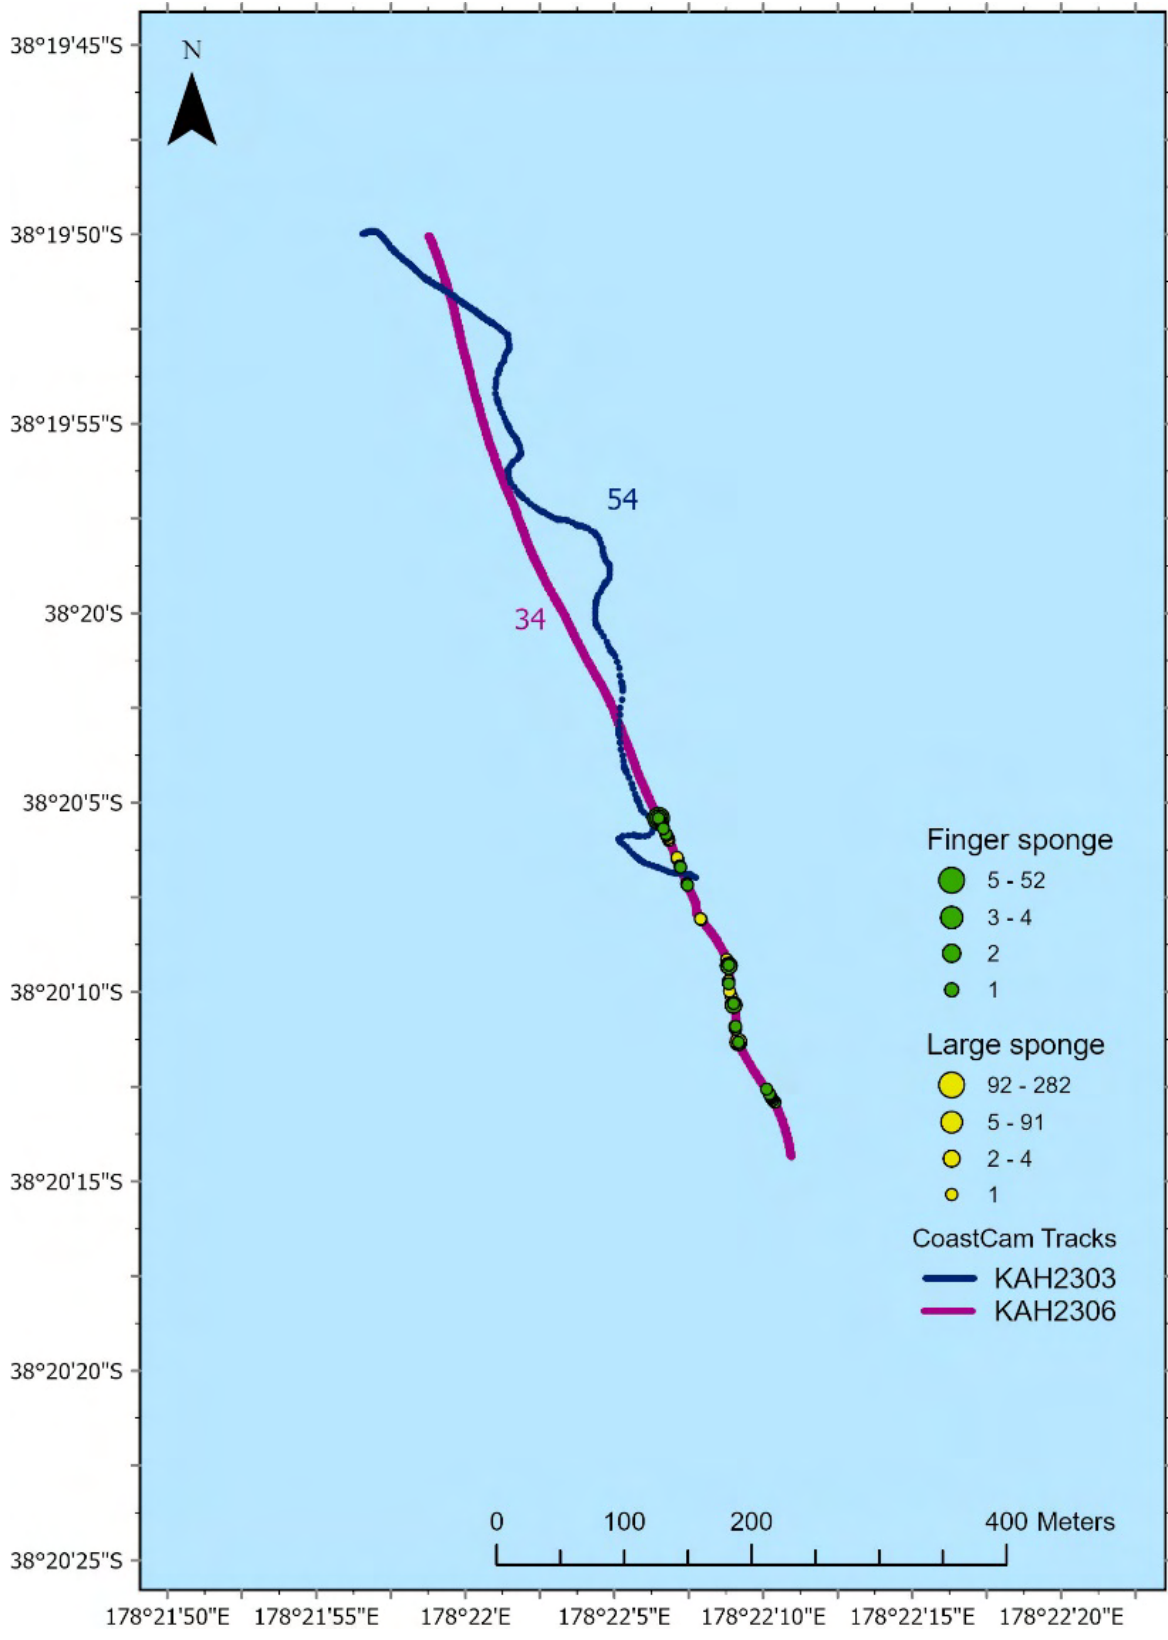 38°19'45"S
N
38°19'50"S
38°19'55"S
54
38°20'S
34
38°20'5"S
Finger sponge
5 - 52
3 - 4
2
38°20'10"S
1
Large sponge
92 - 282
5 - 91
2 - 4
38°20'15"S
1
CoastCam Tracks
KAH2303
KAH2306
38°20'20"S
0 100 200 400 Meters
38°20'25"S
178°21'50"E 178°21'55"E 178°22'E 178°22'5"E 178°22'10"E 178°22'15"E 178°22'20"E